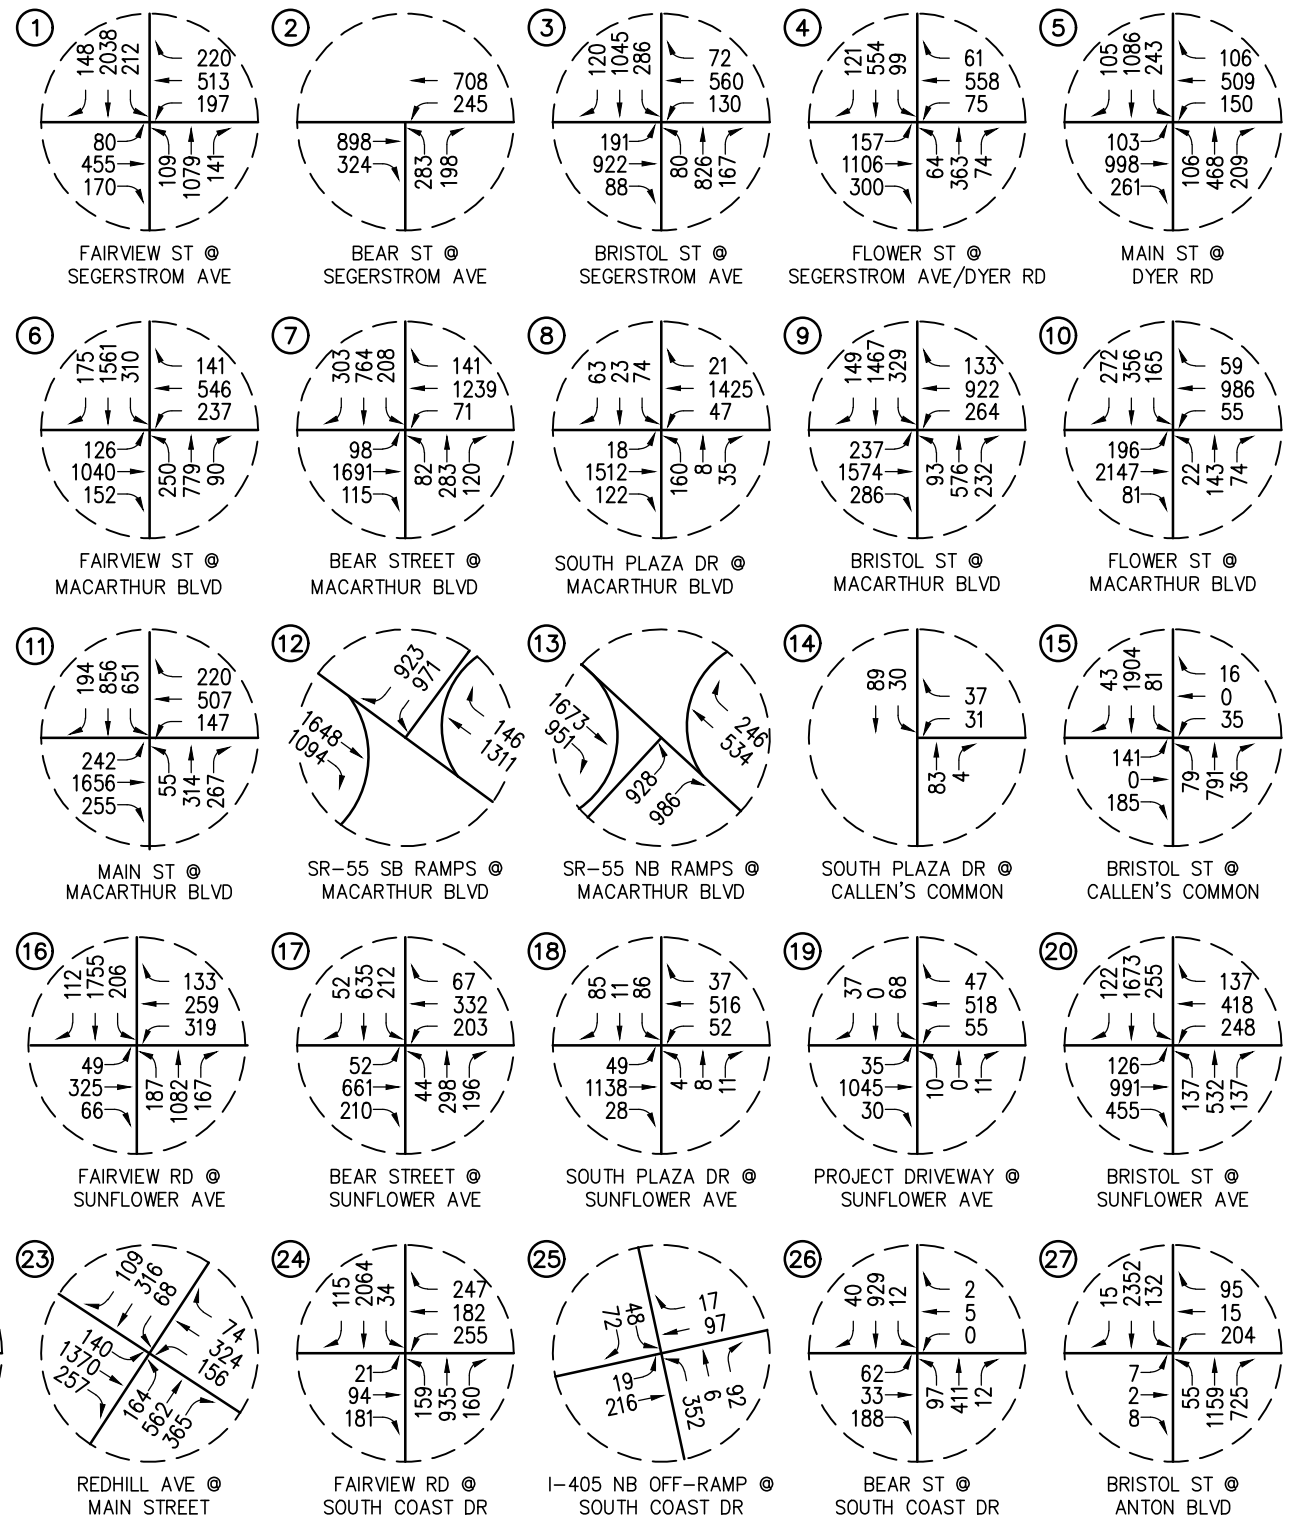 1
148 2038 212
220
513
197
80
455
170
109 1079 141
FAIRVIEW ST @
SEGERSTROM AVE
2
708
245
898
324
283 198
BEAR ST @
SEGERSTROM AVE
3
120 1045 286
72
560
130
191
922
88
80 826 167
BRISTOL ST @
SEGERSTROM AVE
4
121 554 99
61
558
75
157
1106
300
64 363 74
FLOWER ST @
SEGERSTROM AVE/DYER RD
5
105 1086 243
106
509
150
103
998
261
106 468 209
MAIN ST @
DYER RD
6
175 1561 310
141
546
237
126
1040
152
250 779 90
FAIRVIEW ST @
MACARTHUR BLVD
7
303 764 208
141
1239
71
98
1691
115
82 283 120
BEAR STREET @
MACARTHUR BLVD
8
63 23 74
21
1425
47
18
1512
122
160 8 35
SOUTH PLAZA DR @
MACARTHUR BLVD
9
149 1467 329
133
922
264
237
1574
286
93 576 232
BRISTOL ST @
MACARTHUR BLVD
10
272 356 165
59
986
55
196
2147
81
22 143 74
FLOWER ST @
MACARTHUR BLVD
11
194 856 651
220
507
147
242
1656
255
55 314 267
MAIN ST @
MACARTHUR BLVD
12
923
971
1648
1094
146
1311
SR-55 SB RAMPS @
MACARTHUR BLVD
13
1673
951
246
534
928
986
SR-55 NB RAMPS @
MACARTHUR BLVD
14
89 30
37
31
83 4
SOUTH PLAZA DR @
CALLEN'S COMMON
15
43 1904 81
16
0
35
141
0
185
79 791 36
BRISTOL ST @
CALLEN'S COMMON
16
112 1755 206
133
259
319
49
325
66
187 1082 167
FAIRVIEW RD @
SUNFLOWER AVE
17
52 635 212
67
332
203
52
661
210
44 298 196
BEAR STREET @
SUNFLOWER AVE
18
85 11 86
37
516
52
49
1138
28
4 8 11
SOUTH PLAZA DR @
SUNFLOWER AVE
19
37 0 68
47
518
55
35
1045
30
10 0 11
PROJECT DRIVEWAY @
SUNFLOWER AVE
20
122 1673 255
137
418
248
126
991
455
137 532 137
BRISTOL ST @
SUNFLOWER AVE
23
109 316 68
74
324
156
140
1370
257
164 562 365
REDHILL AVE @
MAIN STREET
24
115 2064 34
247
182
255
21
94
181
159 935 160
FAIRVIEW RD @
SOUTH COAST DR
25
72 48
17
97
19
216
352 6 92
I-405 NB OFF-RAMP @
SOUTH COAST DR
26
40 929 12
2
5
0
62
33
188
97 411 12
BEAR ST @
SOUTH COAST DR
27
15 2352 132
95
15
204
7
2
8
55 1159 725
BRISTOL ST @
ANTON BLVD